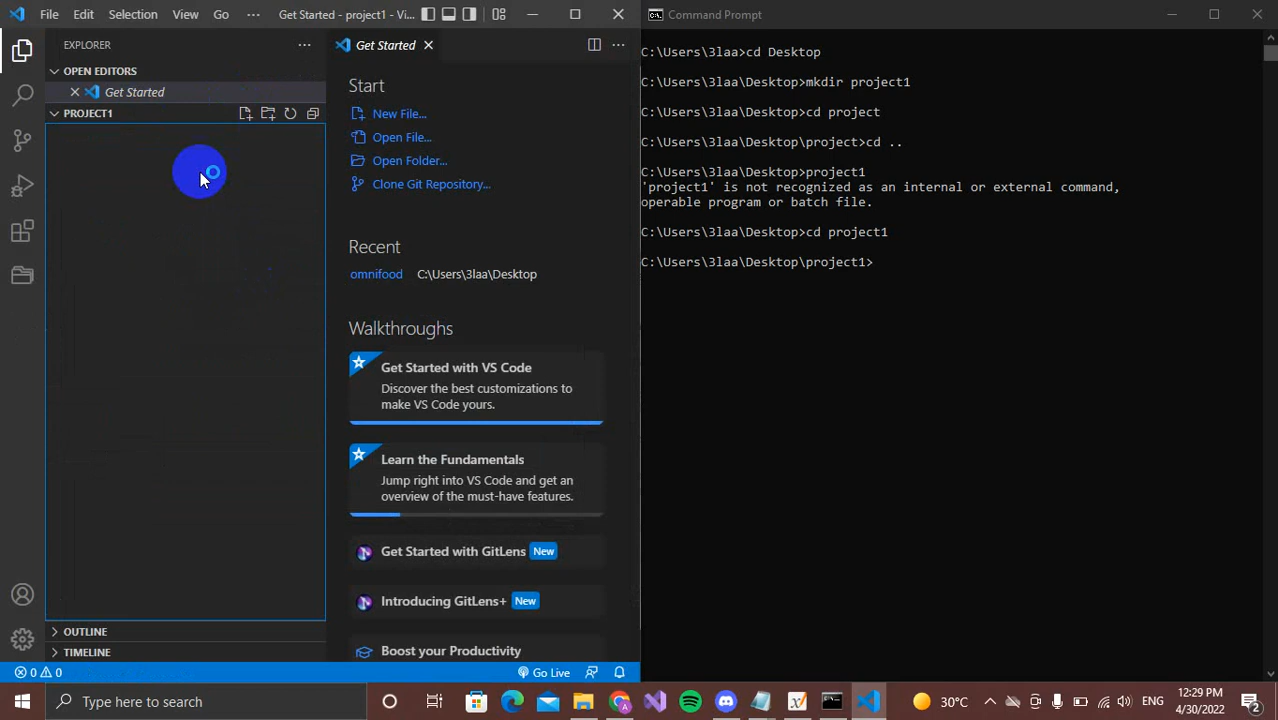 File Edit Selection View Go ··· Get Started - project1 - Vi...
EXPLORER
OPEN EDITORS
Get Started
PROJECT1
OUTLINE
TIMELINE
0 0 Go Live
Get Started
Start
New File...
Open File...
Open Folder...
Clone Git Repository...
Recent
omnifood C:\Users\3laa\Desktop
Walkthroughs
Get Started with VS Code
Discover the best customizations to
make VS Code yours.
Learn the Fundamentals
Jump right into VS Code and get an
overview of the must-have features.
Get Started with GitLens New
Introducing GitLens+ New
Boost your Productivity
Command Prompt
C:\Users\3laa>cd Desktop
C:\Users\3laa\Desktop>mkdir project1
C:\Users\3laa\Desktop>cd project
C:\Users\3laa\Desktop\project>cd ..
C:\Users\3laa\Desktop>project1
'project1' is not recognized as an internal or external command,
operable program or batch file.
C:\Users\3laa\Desktop>cd project1
C:\Users\3laa\Desktop\project1>
Type here to search
30°C ENG
12:29 PM
4/30/2022
2